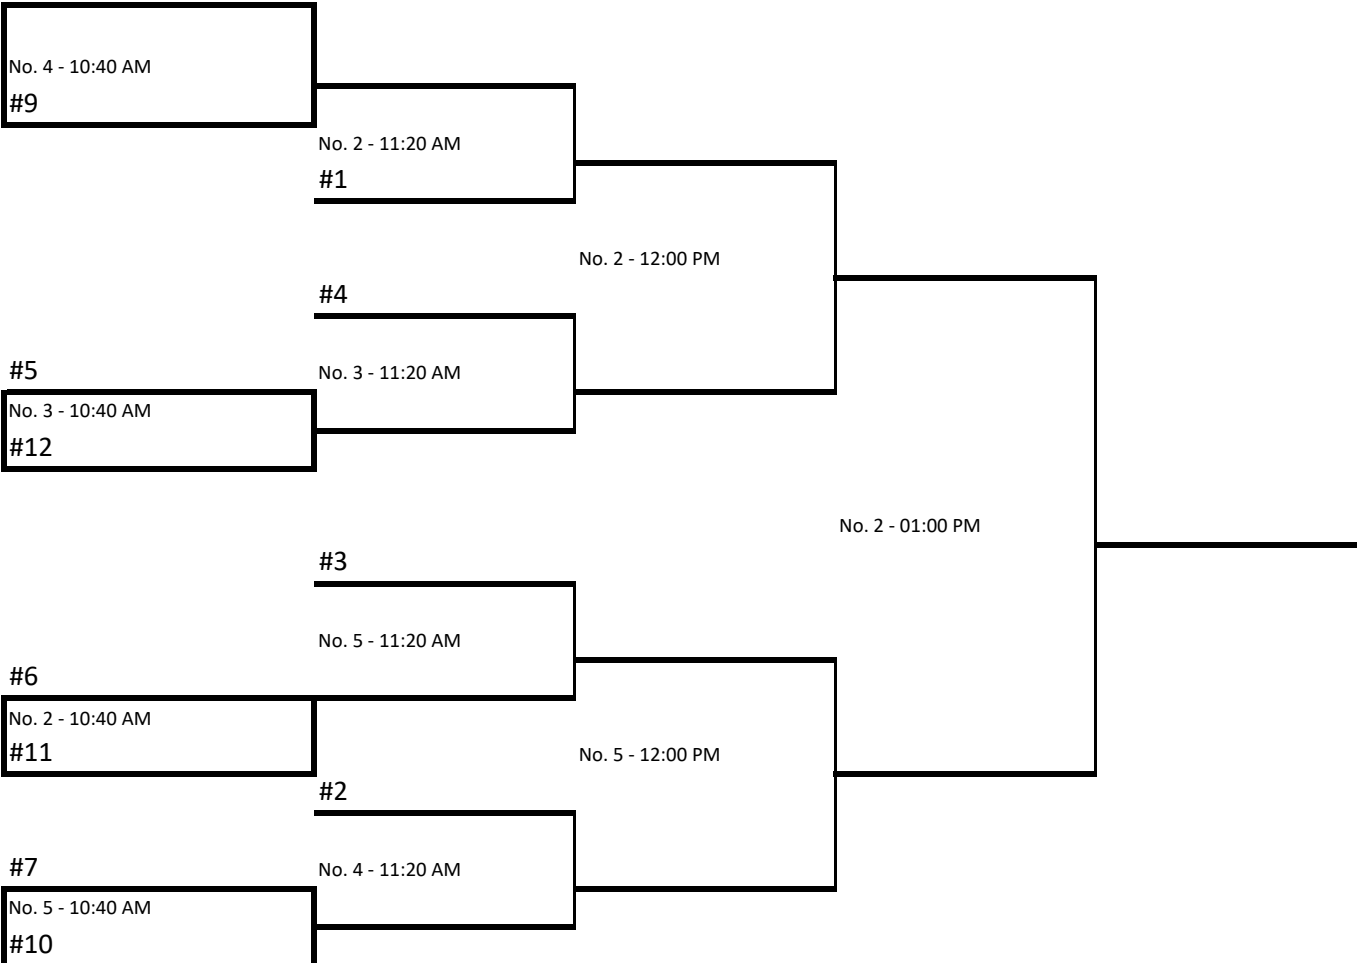 No. 4 - 10:40 AM
#9
No. 2 - 11:20 AM
#1
No. 2 - 12:00 PM
#4
#5
No. 3 - 11:20 AM
No. 3 - 10:40 AM
#12
No. 2 - 01:00 PM
#3
No. 5 - 11:20 AM
#6
No. 2 - 10:40 AM
#11
No. 5 - 12:00 PM
#2
#7
No. 4 - 11:20 AM
No. 5 - 10:40 AM
#10